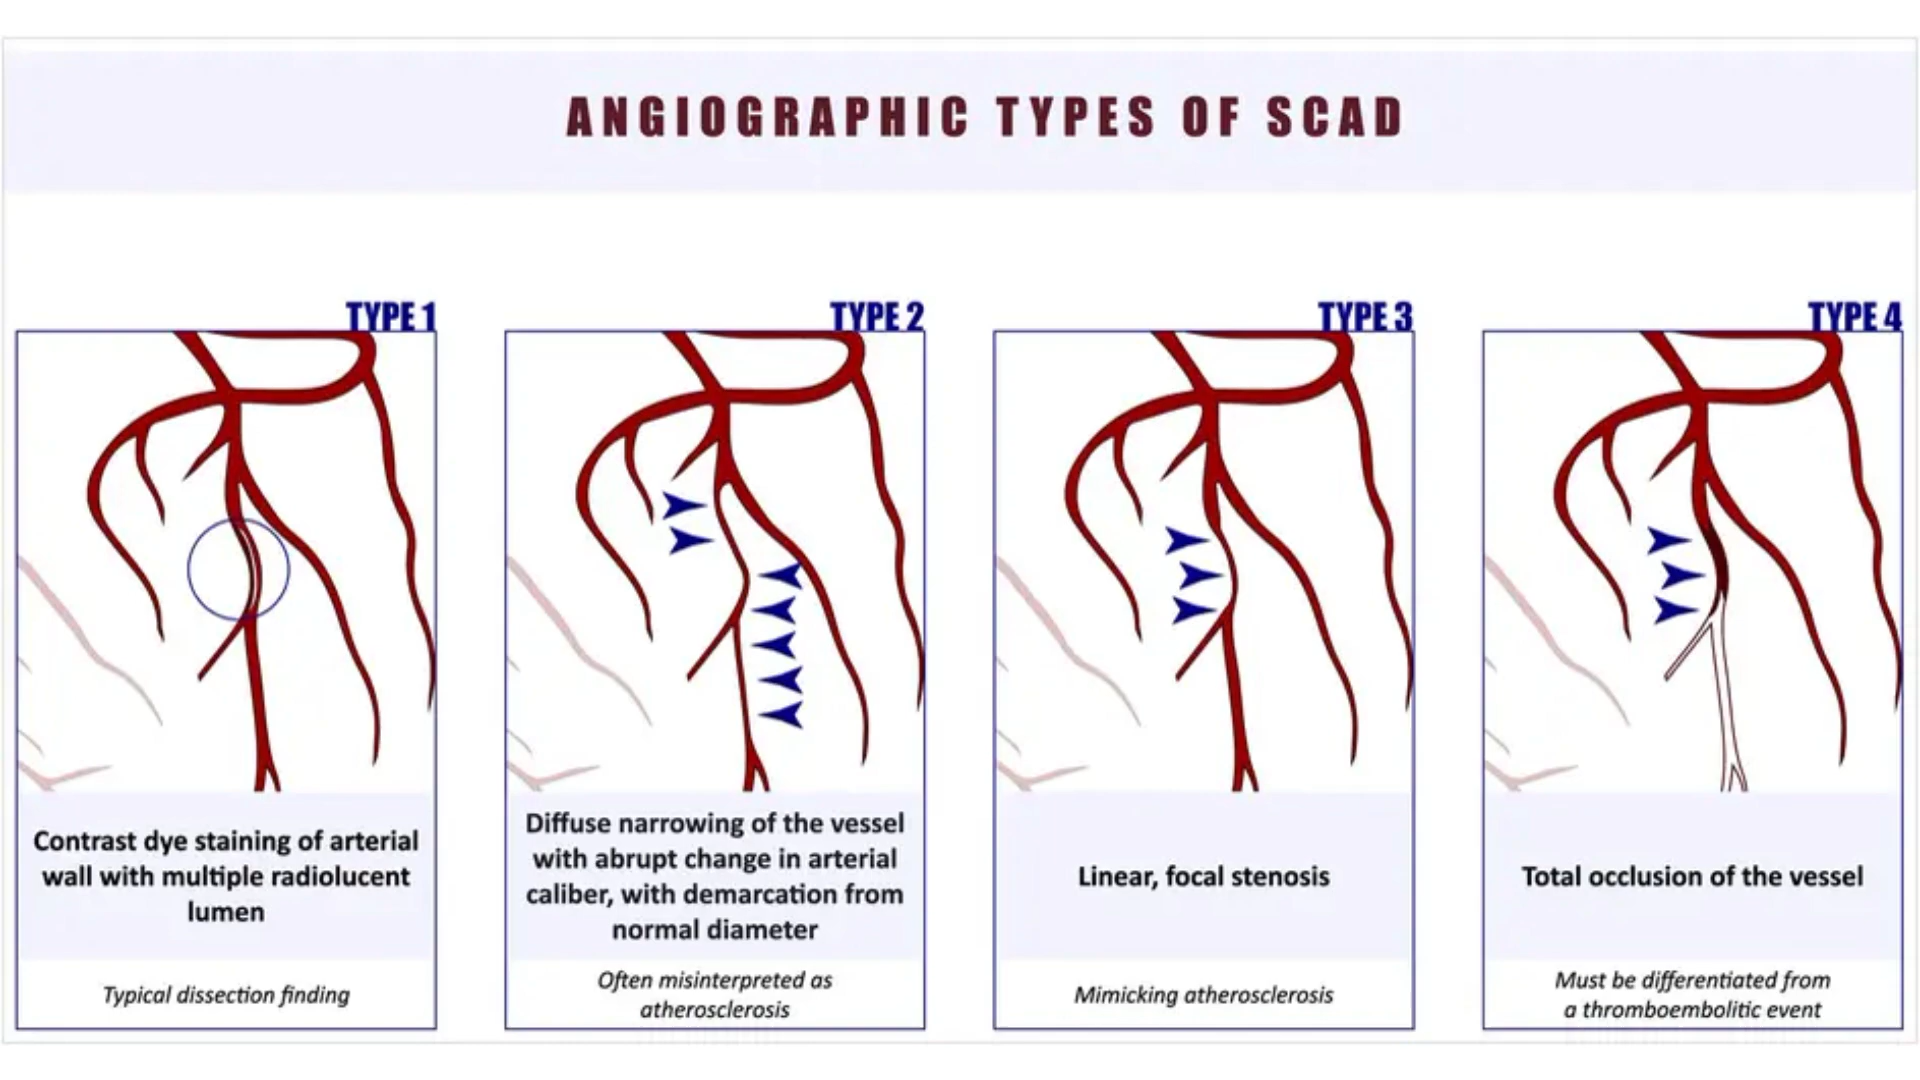 ANGIOGRAPHIC TYPES OF SCAD
TYPE 1
Contrast dye staining of arterial
wall with multiple radiolucent
lumen
Typical dissection finding
TYPE 2
Diffuse narrowing of the vessel
with abrupt change in arterial
caliber, with demarcation from
normal diameter
Often misinterpreted as
atherosclerosis
TYPE 3
Linear, focal stenosis
Mimicking atherosclerosis
TYPE 4
Total occlusion of the vessel
Must be differentiated from
a thromboembolitic event